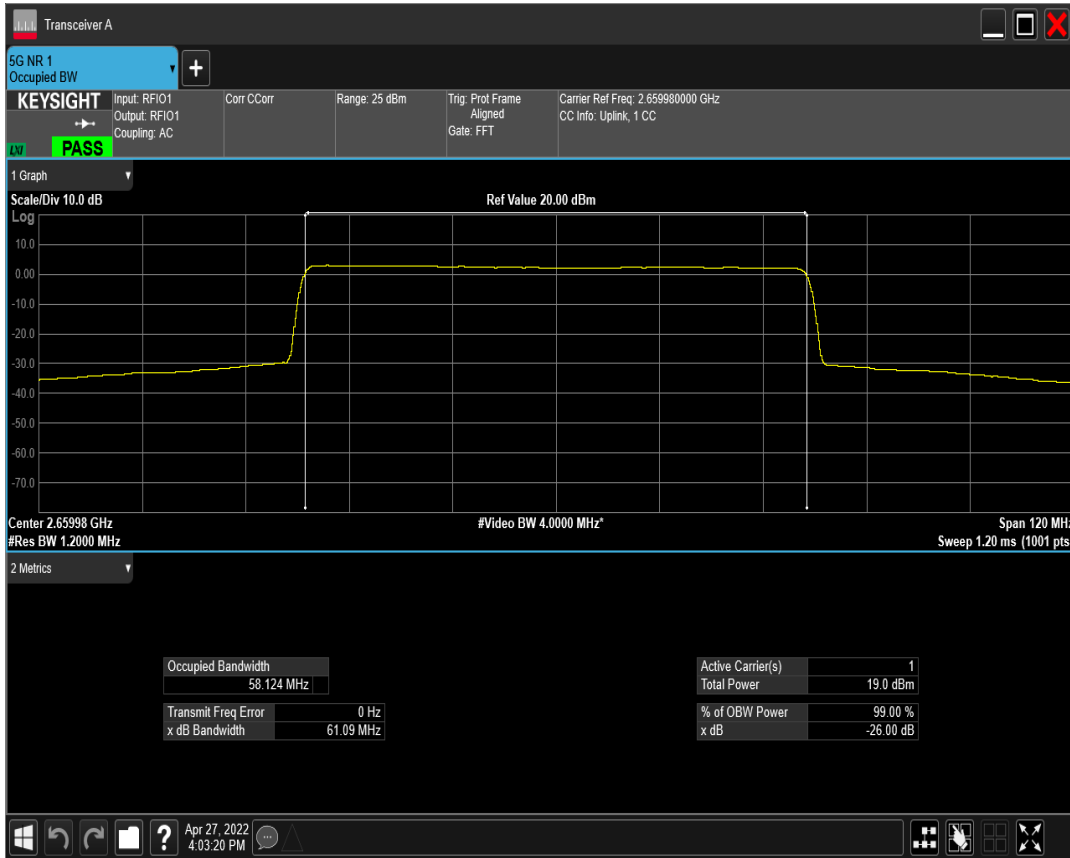 Transceiver A
5G NR 1
Occupied BW
+
KEYSIGHT
LXI
PASS
Input: RFIO1
Output: RFIO1
Coupling: AC
Corr CCorr
Range: 25 dBm
Trig: Prot Frame
Aligned
Gate: FFT
Carrier Ref Freq: 2.659980000 GHz
CC Info: Uplink, 1 CC
1 Graph
Scale/Div 10.0 dB
Ref Value 20.00 dBm
Log
10.0
0.00
-10.0
-20.0
-30.0
-40.0
-50.0
-60.0
-70.0
Center 2.65998 GHz
#Video BW 4.0000 MHz*
Span 120 MHz
#Res BW 1.2000 MHz
Sweep 1.20 ms (1001 pts
2 Metrics
Occupied Bandwidth
58.124 MHz
Transmit Freq Error 0 Hz
x dB Bandwidth 61.09 MHz
Active Carrier(s) 1
Total Power 19.0 dBm
% of OBW Power 99.00 %
x dB -26.00 dB
?
Apr 27, 2022
4:03:20 PM